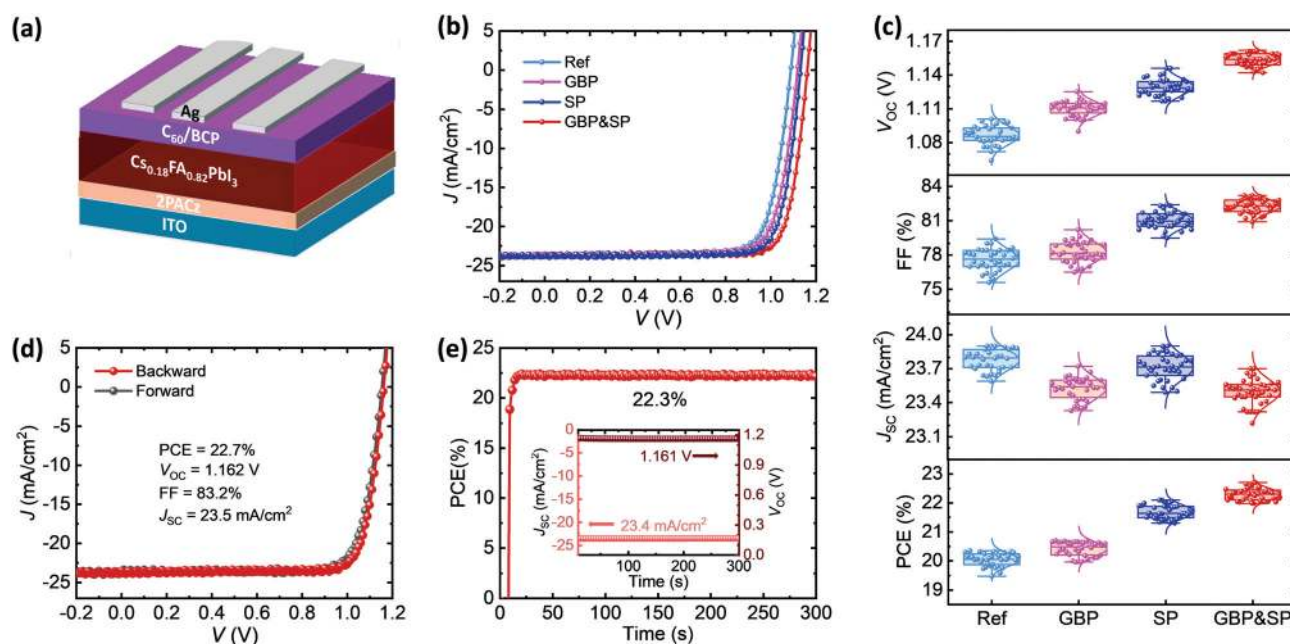 (a)
Ag
C60/BCP
Cs0.18FA0.82PbI3
2PACz
ITO
(b)
5
0
-5
-10
-15
-20
-25
J (mA/cm²)
Ref
GBP
SP
GBP&SP
-0.2 0.0 0.2 0.4 0.6 0.8 1.0 1.2
V (V)
(c)
1.17
1.14
1.11
1.08
VOC (V)
84
81
78
75
FF (%)
24.0
23.7
23.4
23.1
JSC (mA/cm²)
23
22
21
20
19
PCE (%)
Ref GBP SP GBP&SP
(d)
5
0
-5
-10
-15
-20
-25
J (mA/cm²)
Backward
Forward
PCE = 22.7%
VOC = 1.162 V
FF = 83.2%
JSC = 23.5 mA/cm²
-0.2 0.0 0.2 0.4 0.6 0.8 1.0 1.2
V (V)
(e)
25
20
15
10
5
0
PCE(%)
22.3%
0
-5
-10
-15
-20
-25
JSC (mA/cm²)
1.161 V
23.4 mA/cm²
1.2
0.9
0.6
0.3
0.0
VOC (V)
100 200 300
Time (s)
0 50 100 150 200 250 300
Time (s)